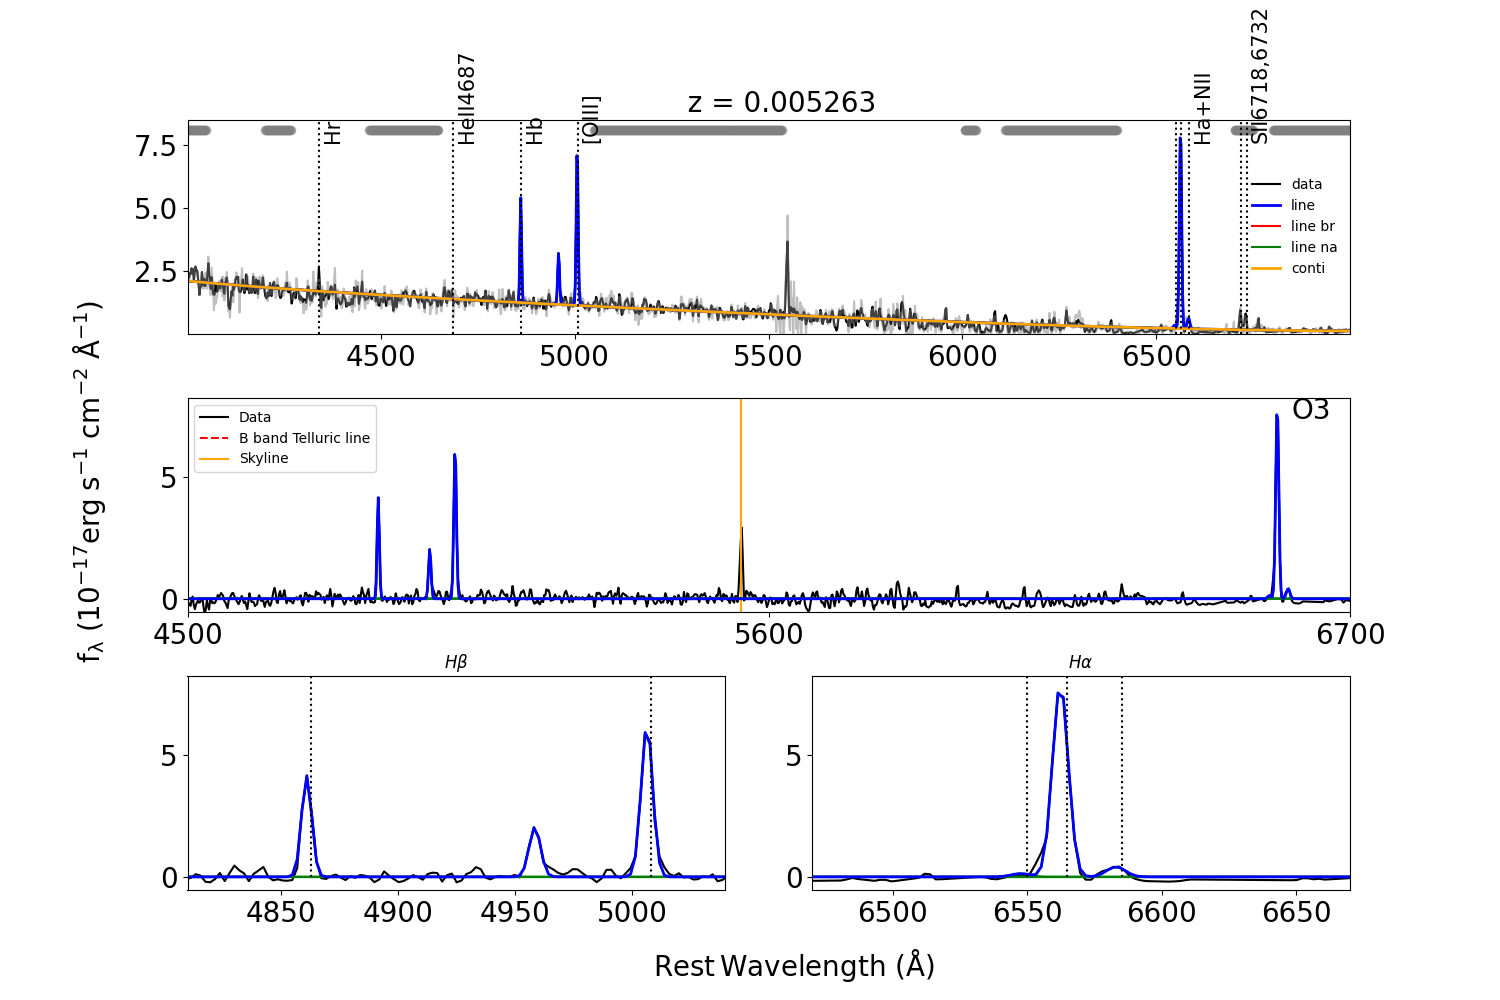 z = 0.005263
Hr
HeII4687
Hb
[OIII]
Ha+NII
SII6718,6732
7.5
5.0
2.5
data
line
line br
line na
conti
4500
5000
5500
6000
6500
Data
B band Telluric line
Skyline
O3
5
0
4500
5600
6700
Hβ
Hα
5
0
5
0
4850
4900
4950
5000
6500
6550
6600
6650
fλ (10−17erg s−1 cm−2 Å−1)
Rest Wavelength (Å)